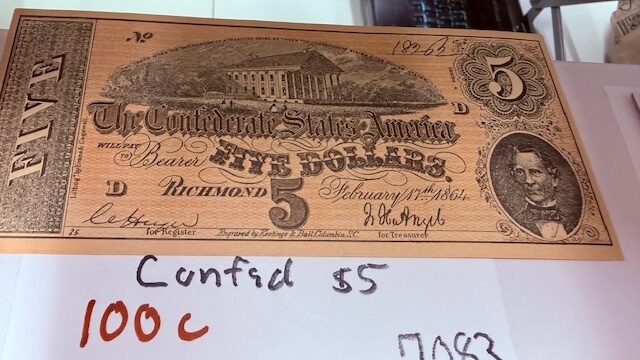 FIVE
No 18262
5
D
The Confederate States of America
WILL PAY TO Bearer FIVE DOLLARS.
D RICHMOND 5 February 17th 1864
for Register for Treasurer
25 Engraved by Keatinge & Ball, Columbia, S.C.
Confed $5
100c
7083